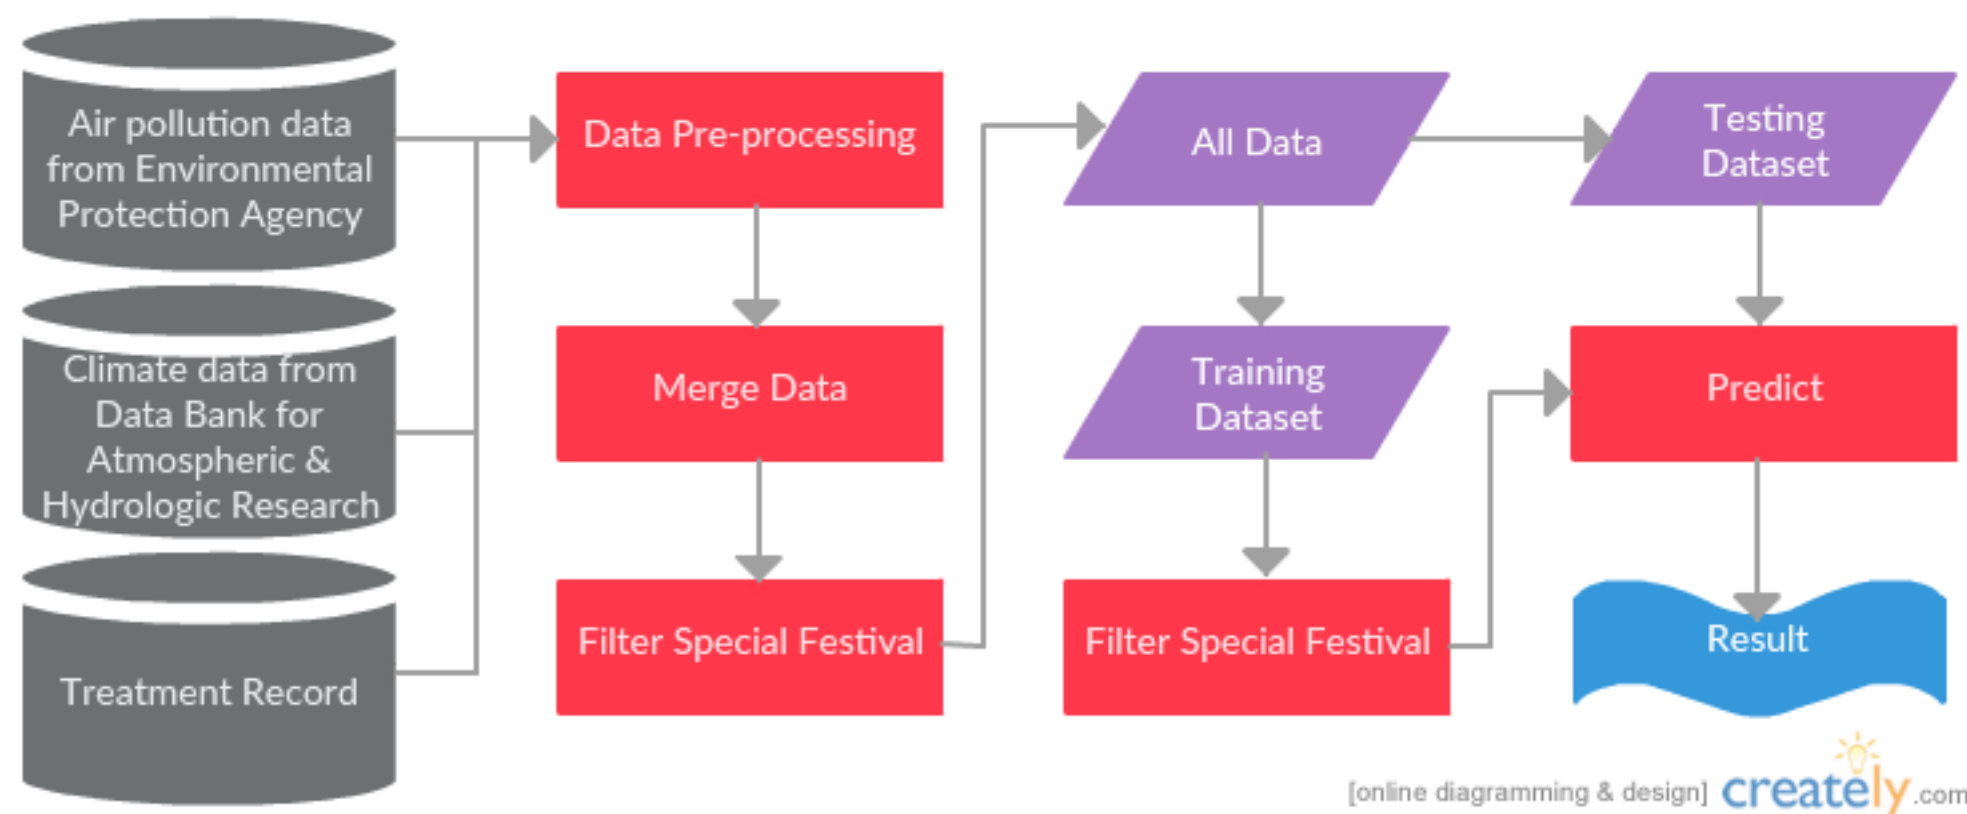 Air pollution data
from Environmental
Protection Agency
Climate data from
Data Bank for
Atmospheric &
Hydrologic Research
Treatment Record
Data Pre-processing
Merge Data
Filter Special Festival
All Data
Training
Dataset
Filter Special Festival
Testing
Dataset
Predict
Result
[online diagramming & design] creately.com